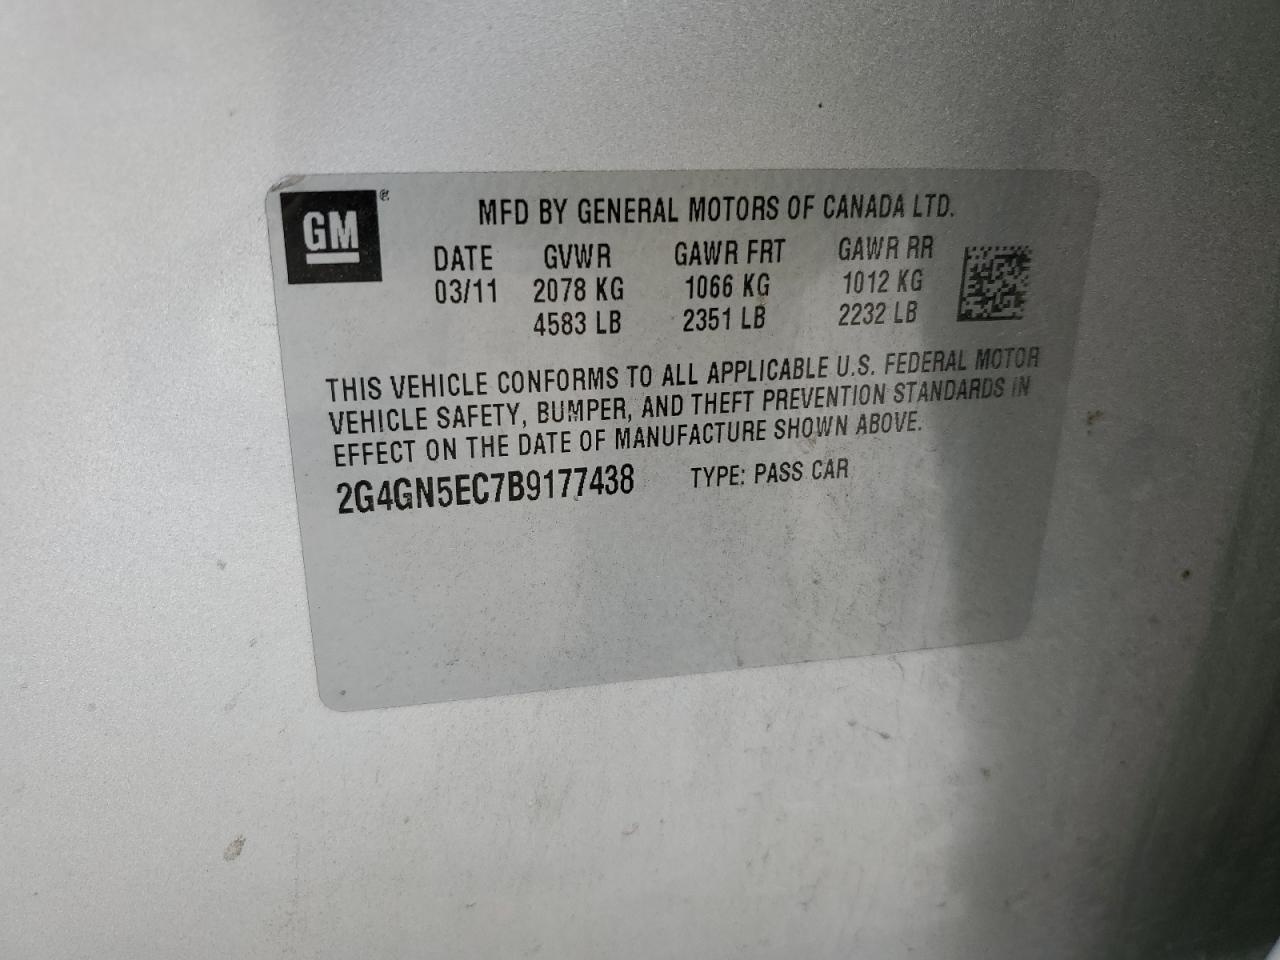 GM ®
MFD BY GENERAL MOTORS OF CANADA LTD.
DATE GVWR GAWR FRT GAWR RR
03/11 2078 KG 1066 KG 1012 KG
4583 LB 2351 LB 2232 LB
THIS VEHICLE CONFORMS TO ALL APPLICABLE U.S. FEDERAL MOTOR
VEHICLE SAFETY, BUMPER, AND THEFT PREVENTION STANDARDS IN
EFFECT ON THE DATE OF MANUFACTURE SHOWN ABOVE.
2G4GN5EC7B9177438 TYPE: PASS CAR